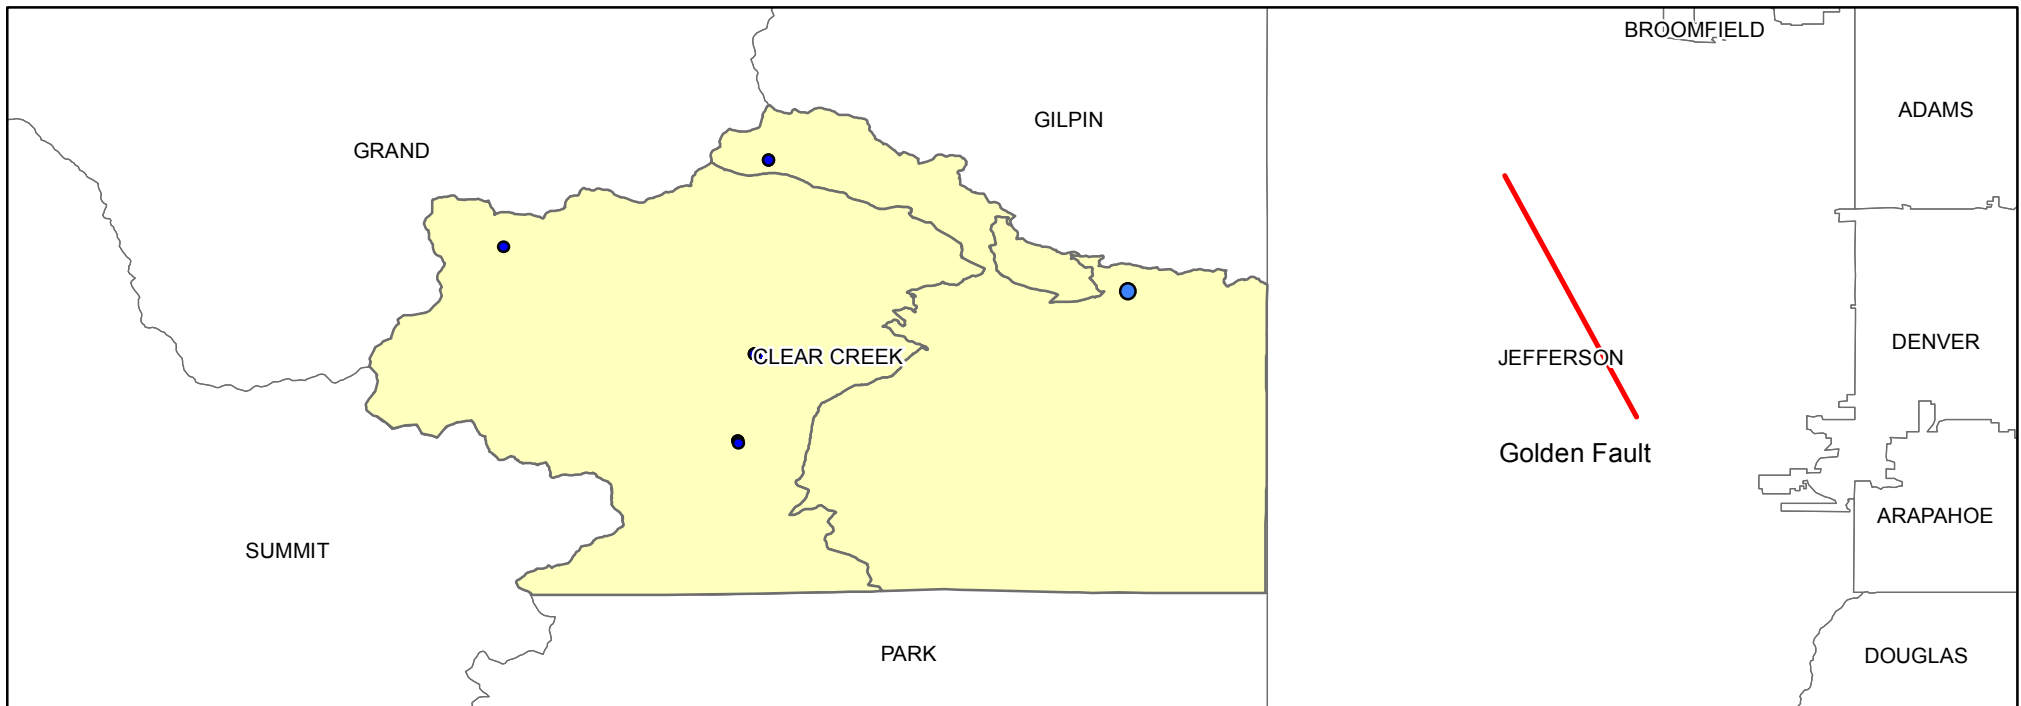 BROOMFIELD
ADAMS
GILPIN
GRAND
DENVER
CLEAR CREEK
JEFFERSON
Golden Fault
ARAPAHOE
SUMMIT
PARK
DOUGLAS